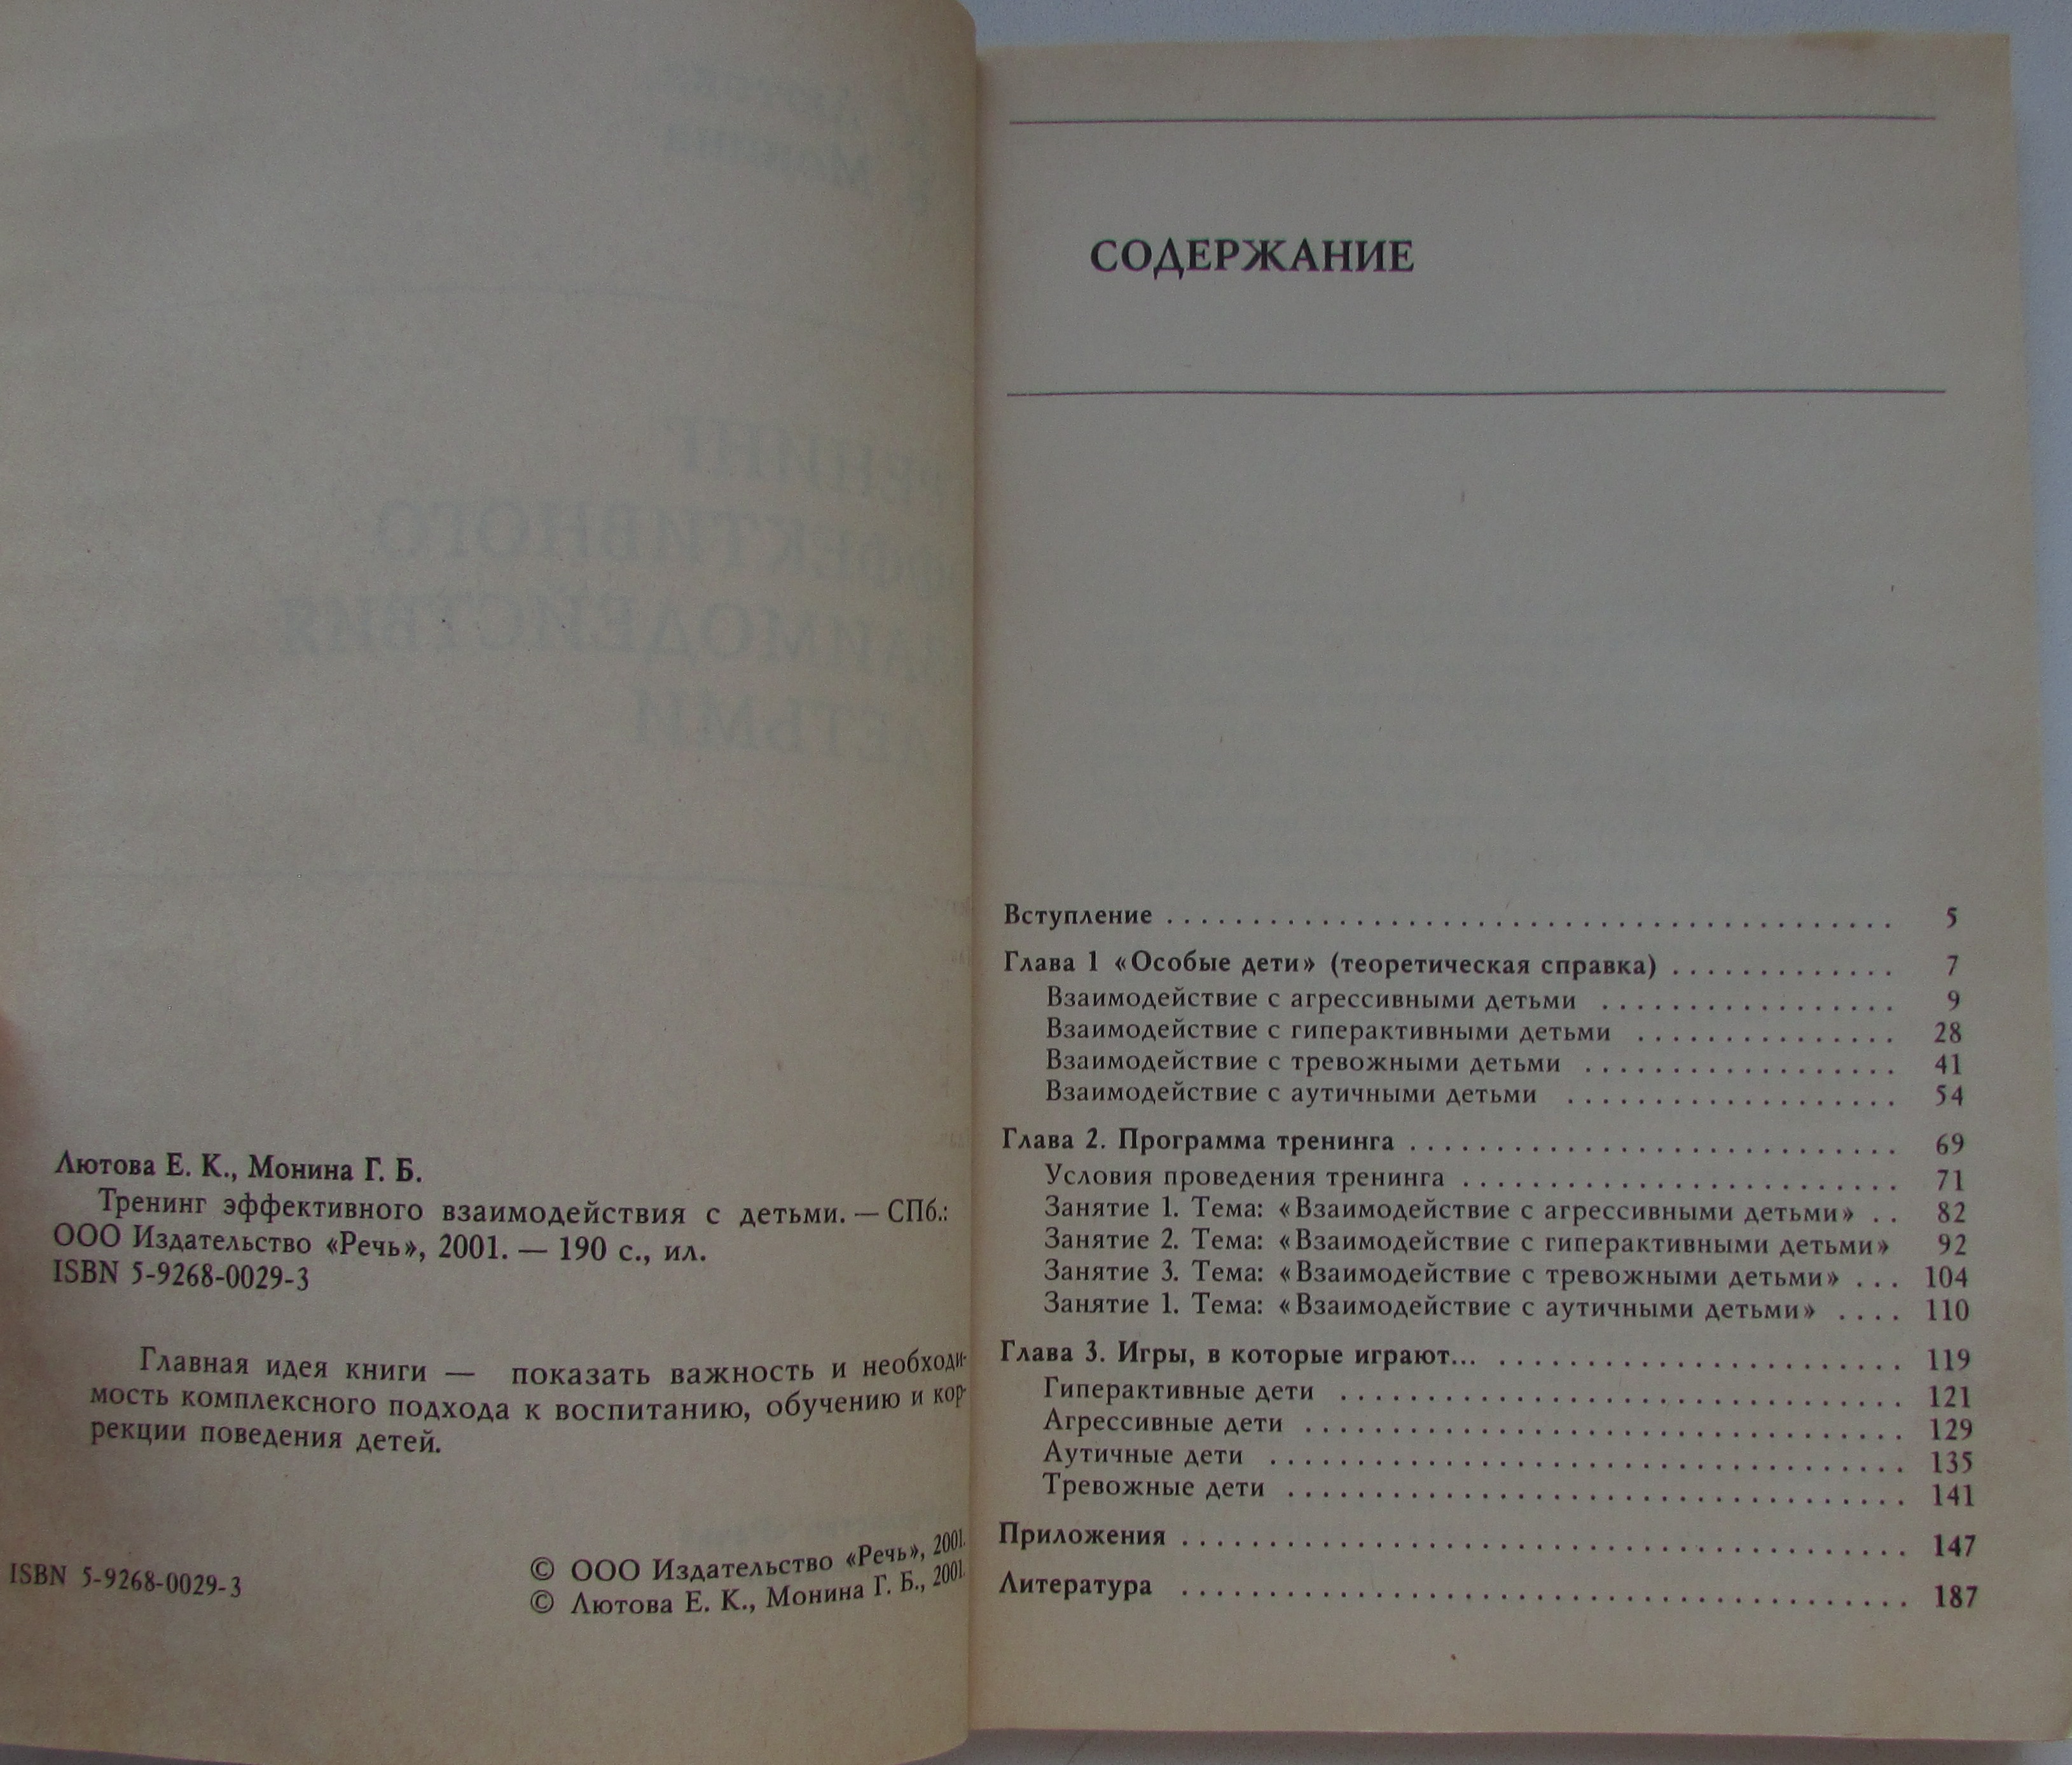 Лютова Е. К., Монина Г. Б.
Тренинг эффективного взаимодействия с детьми. — СПб.:
ООО Издательство «Речь», 2001. — 190 с., ил.
ISBN 5-9268-0029-3
Главная идея книги — показать важность и необходи-
мость комплексного подхода к воспитанию, обучению и кор-
рекции поведения детей.
ISBN 5-9268-0029-3
© ООО Издательство «Речь», 2001.
© Лютова Е. К., Монина Г. Б., 2001.
СОДЕРЖАНИЕ
Вступление . . . . . . . . . . . . . . . . . . . . 5
Глава 1 «Особые дети» (теоретическая справка) . . . . . . . . . . 7
Взаимодействие с агрессивными детьми . . . . . . . . . . 9
Взаимодействие с гиперактивными детьми . . . . . . . . . . 28
Взаимодействие с тревожными детьми . . . . . . . . . . 41
Взаимодействие с аутичными детьми . . . . . . . . . . 54
Глава 2. Программа тренинга . . . . . . . . . . 69
Условия проведения тренинга . . . . . . . . . . 71
Занятие 1. Тема: «Взаимодействие с агрессивными детьми» . . 82
Занятие 2. Тема: «Взаимодействие с гиперактивными детьми» 92
Занятие 3. Тема: «Взаимодействие с тревожными детьми» . . . 104
Занятие 1. Тема: «Взаимодействие с аутичными детьми» . . . . 110
Глава 3. Игры, в которые играют... . . . . . . . . . . 119
Гиперактивные дети . . . . . . . . . . 121
Агрессивные дети . . . . . . . . . . 129
Аутичные дети . . . . . . . . . . 135
Тревожные дети . . . . . . . . . . 141
Приложения . . . . . . . . . . 147
Литература . . . . . . . . . . 187